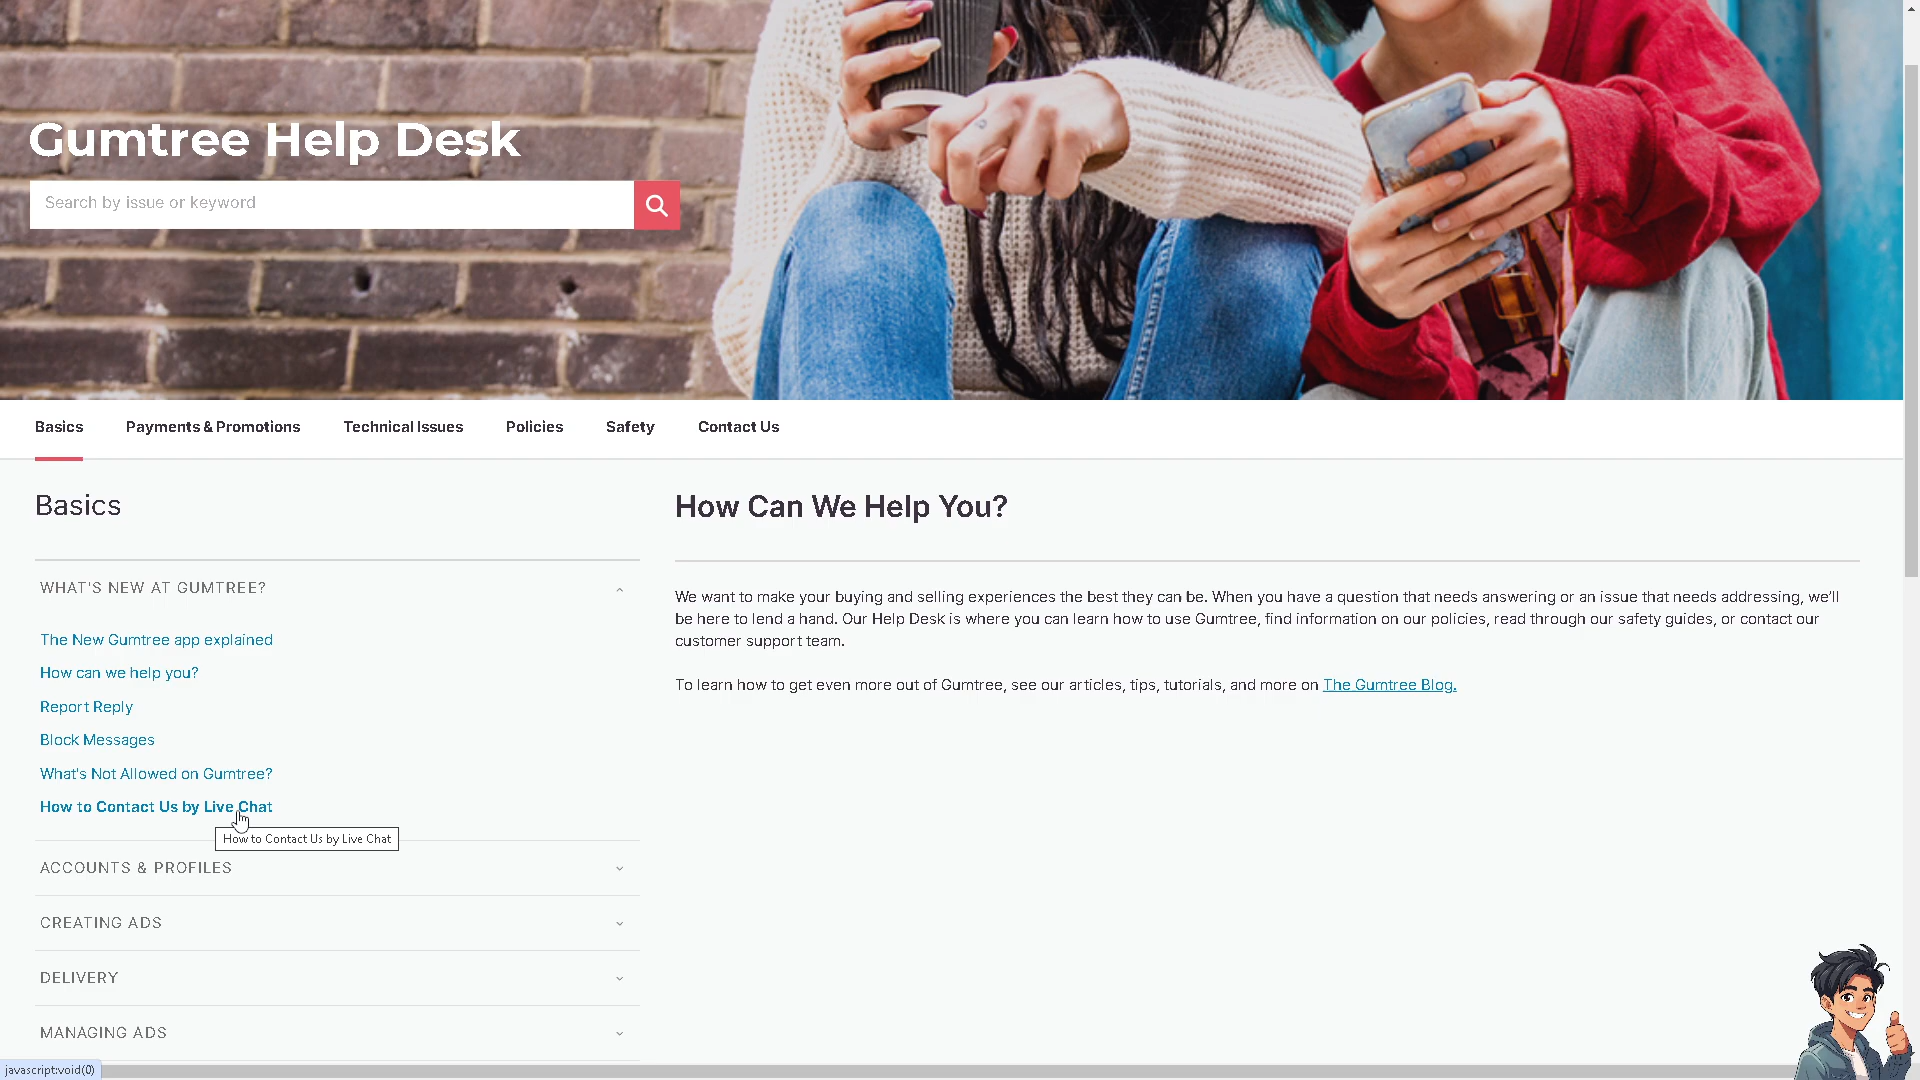 Gumtree Help Desk
Search by issue or keyword
Basics
Payments & Promotions
Technical Issues
Policies
Safety
Contact Us
Basics
WHAT'S NEW AT GUMTREE?
The New Gumtree app explained
How can we help you?
Report Reply
Block Messages
What's Not Allowed on Gumtree?
How to Contact Us by Live Chat
How to Contact Us by Live Chat
ACCOUNTS & PROFILES
CREATING ADS
DELIVERY
MANAGING ADS
How Can We Help You?
We want to make your buying and selling experiences the best they can be. When you have a question that needs answering or an issue that needs addressing, we'll
be here to lend a hand. Our Help Desk is where you can learn how to use Gumtree, find information on our policies, read through our safety guides, or contact our
customer support team.
To learn how to get even more out of Gumtree, see our articles, tips, tutorials, and more on The Gumtree Blog.
javascript:void(0)